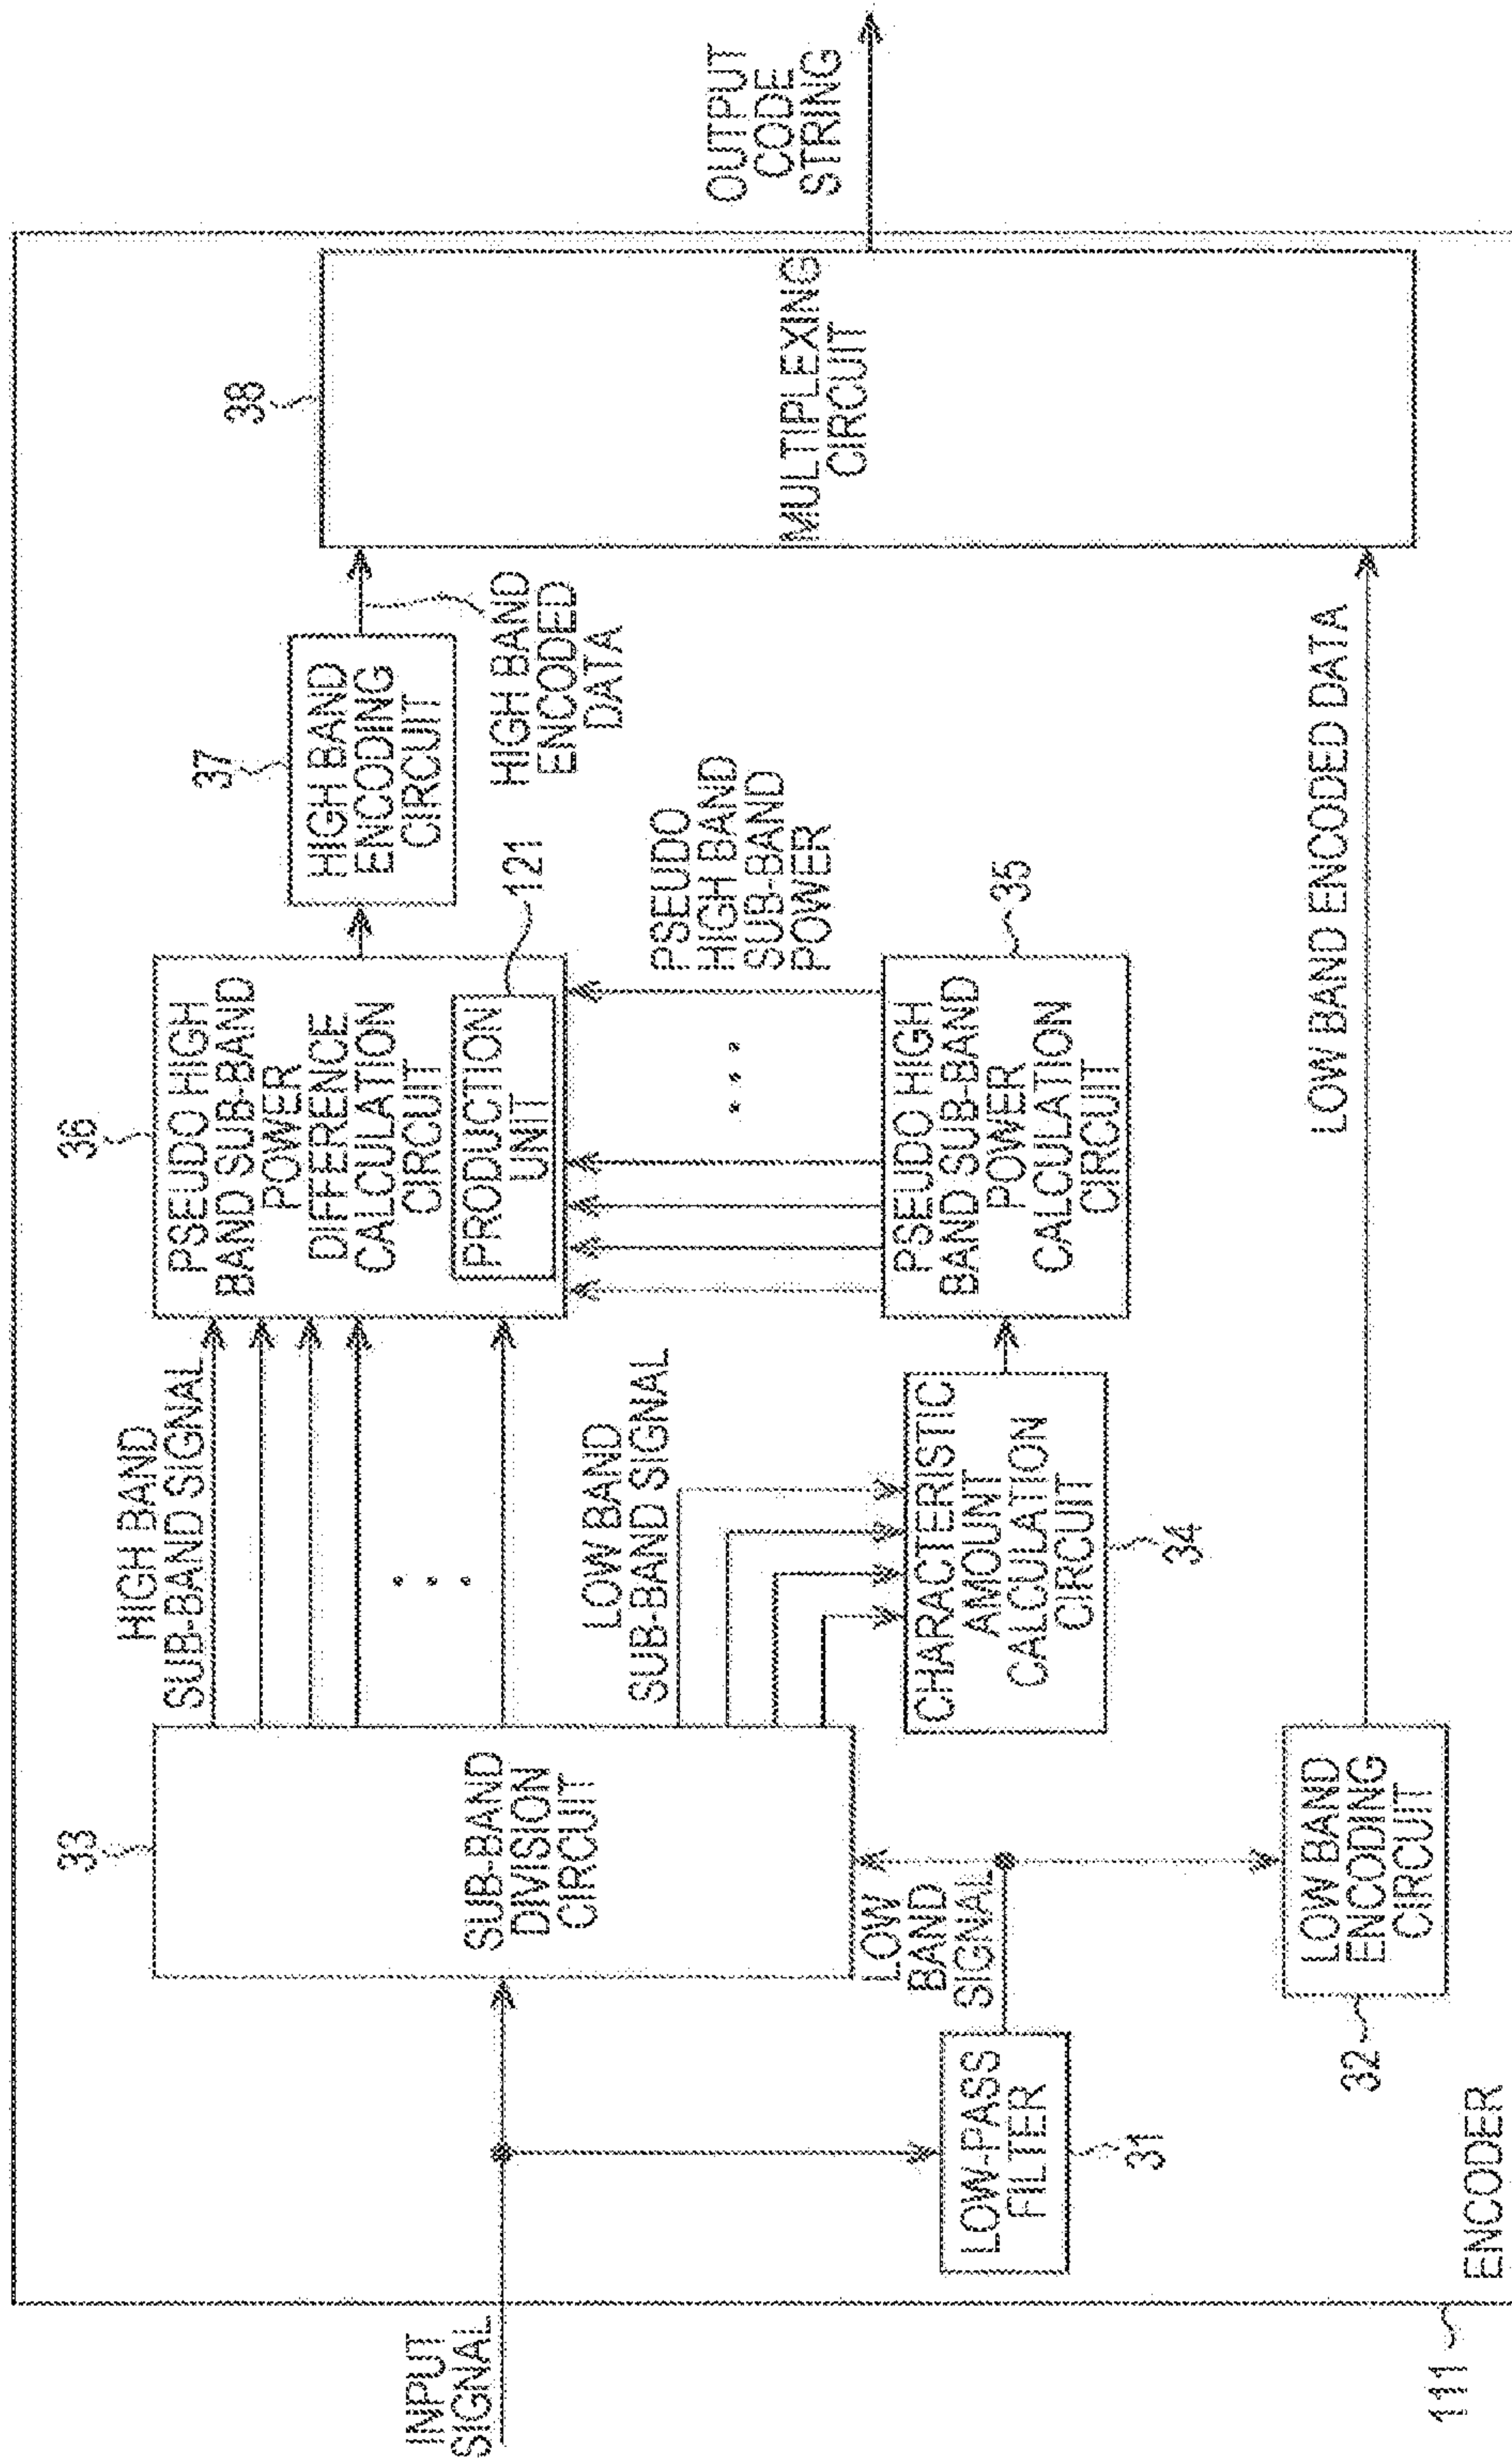 INPUT
SIGNAL
111
ENCODER
33
SUB-BAND
DIVISION
CIRCUIT
LOW-PASS
FILTER
31
LOW
BAND
SIGNAL
LOW BAND
ENCODING
CIRCUIT
32
HIGH BAND
SUB-BAND SIGNAL
LOW BAND
SUB-BAND SIGNAL
CHARACTERISTIC
AMOUNT
CALCULATION
CIRCUIT
34
36
PSEUDO HIGH
BAND SUB-BAND
POWER
DIFFERENCE
CALCULATION
CIRCUIT
PRODUCTION
UNIT
121
PSEUDO
HIGH BAND
SUB-BAND
POWER
PSEUDO HIGH
BAND SUB-BAND
POWER
CALCULATION
CIRCUIT
35
37
HIGH BAND
ENCODING
CIRCUIT
HIGH BAND
ENCODED
DATA
LOW BAND ENCODED DATA
38
MULTIPLEXING
CIRCUIT
OUTPUT
CODE
STRING